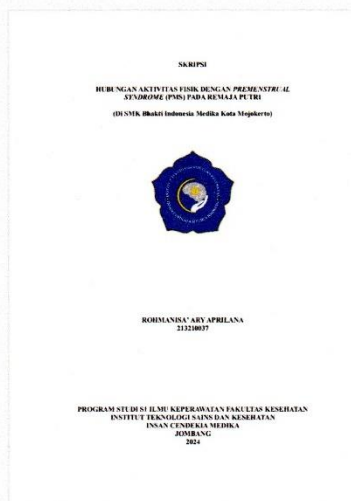 SKRIPSI
HUBUNGAN AKTIVITAS FISIK DENGAN PREMENSTRUAL
SYNDROME (PMS) PADA REMAJA PUTRI
(Di SMK Bhakti Indonesia Medika Kota Mojokerto)
ROHMANISA' ARY APRILANA
213210037
PROGRAM STUDI S1 ILMU KEPERAWATAN FAKULTAS KESEHATAN
INSTITUT TEKNOLOGI SAINS DAN KESEHATAN
INSAN CENDEKIA MEDIKA
JOMBANG
2024